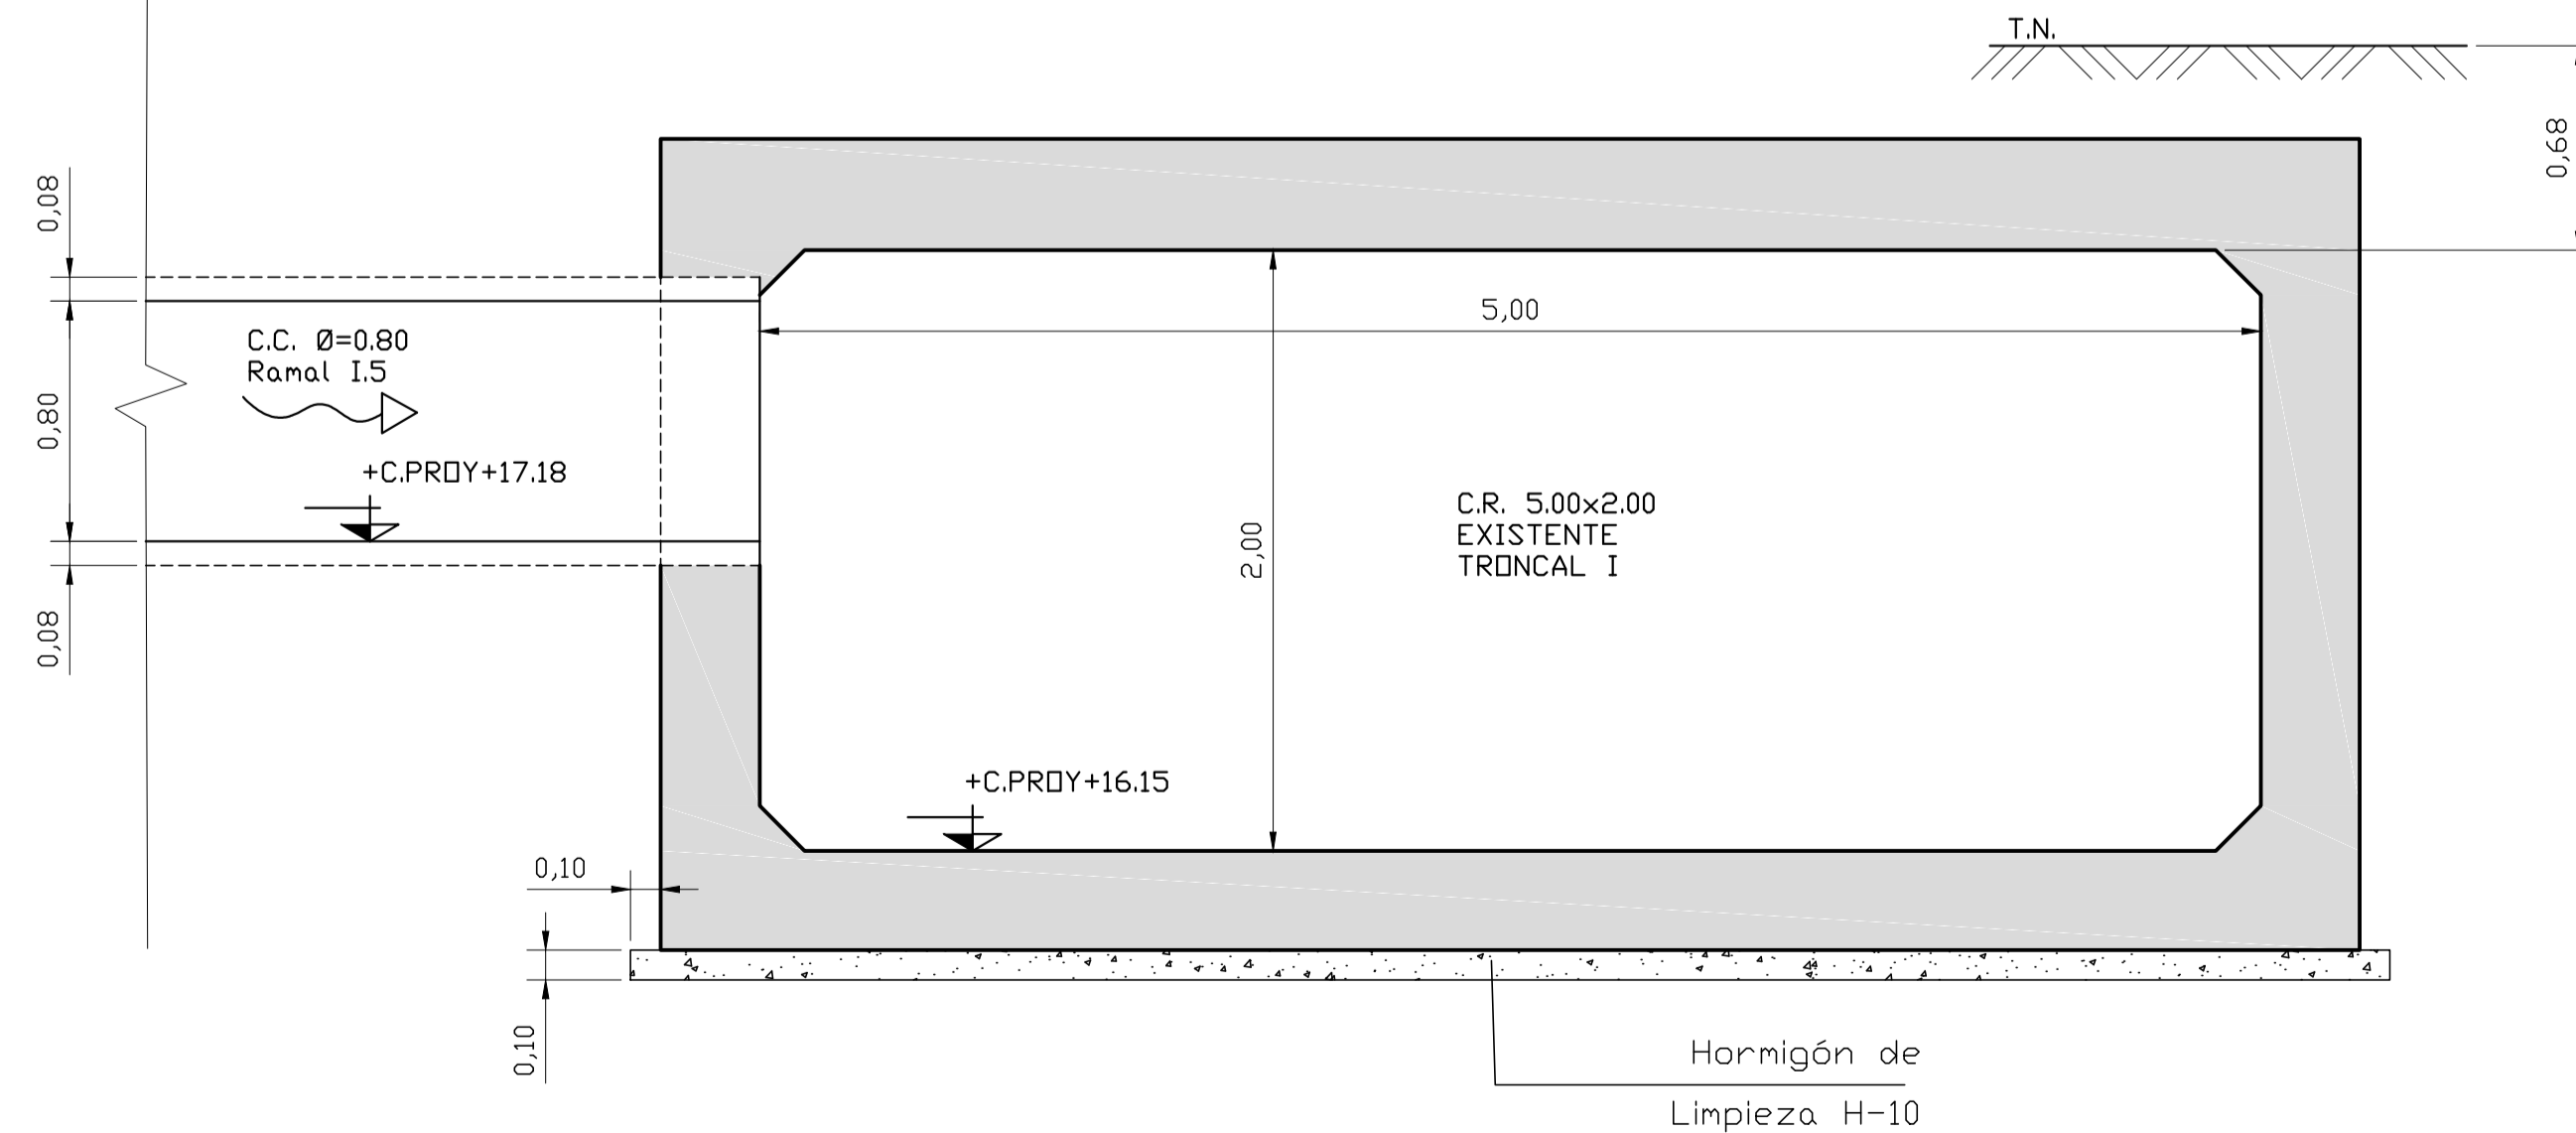 T.N.
0,68
0,08
C.C. Ø=0.80
Ramal I.5
5,00
0,80
+C.PROY+17.18
C.R. 5.00x2.00
EXISTENTE
TRONCAL I
2,00
0,08
+C.PROY+16.15
0,10
0,10
Hormigón de
Limpieza H-10